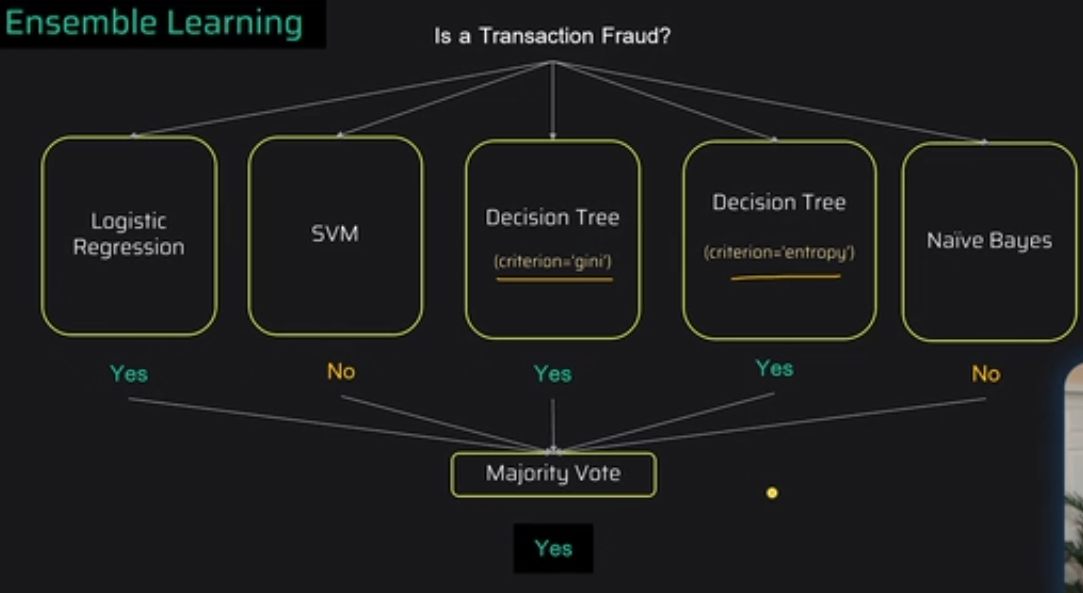 Ensemble Learning
Is a Transaction Fraud?
Logistic
Regression
SVM
Decision Tree
(criterion='gini')
Decision Tree
(criterion='entropy')
Naïve Bayes
Yes
No
Yes
Yes
No
Majority Vote
Yes